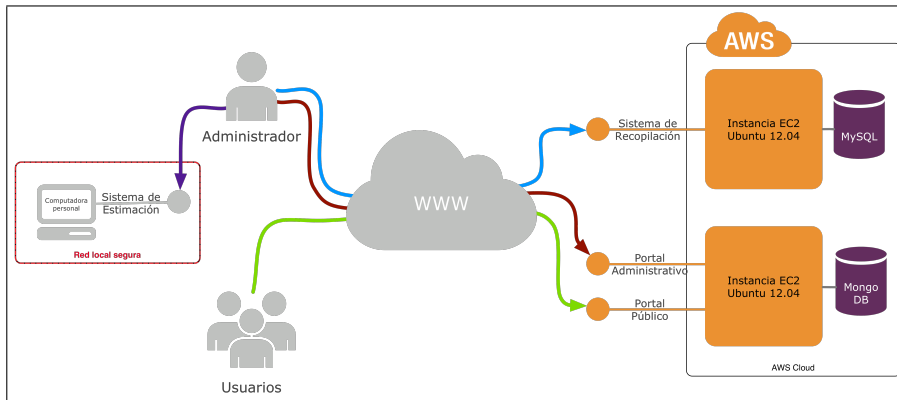 AWS
Administrador
Sistema de
Recopilación
Instancia EC2
Ubuntu 12.04
MySQL
Computadora
personal
Sistema de
Estimación
Red local segura
WWW
Portal
Administrativo
Portal
Público
Instancia EC2
Ubuntu 12.04
Mongo
DB
Usuarios
AWS Cloud